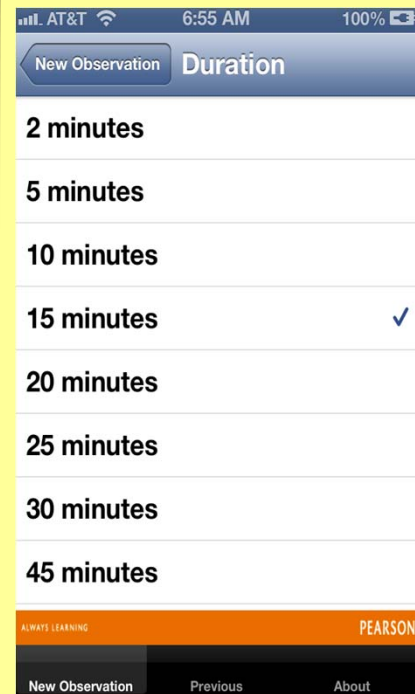 AT&T 6:55 AM 100%
New Observation Duration
2 minutes
5 minutes
10 minutes
15 minutes
20 minutes
25 minutes
30 minutes
45 minutes
ALWAYS LEARNING PEARSON
New Observation Previous About